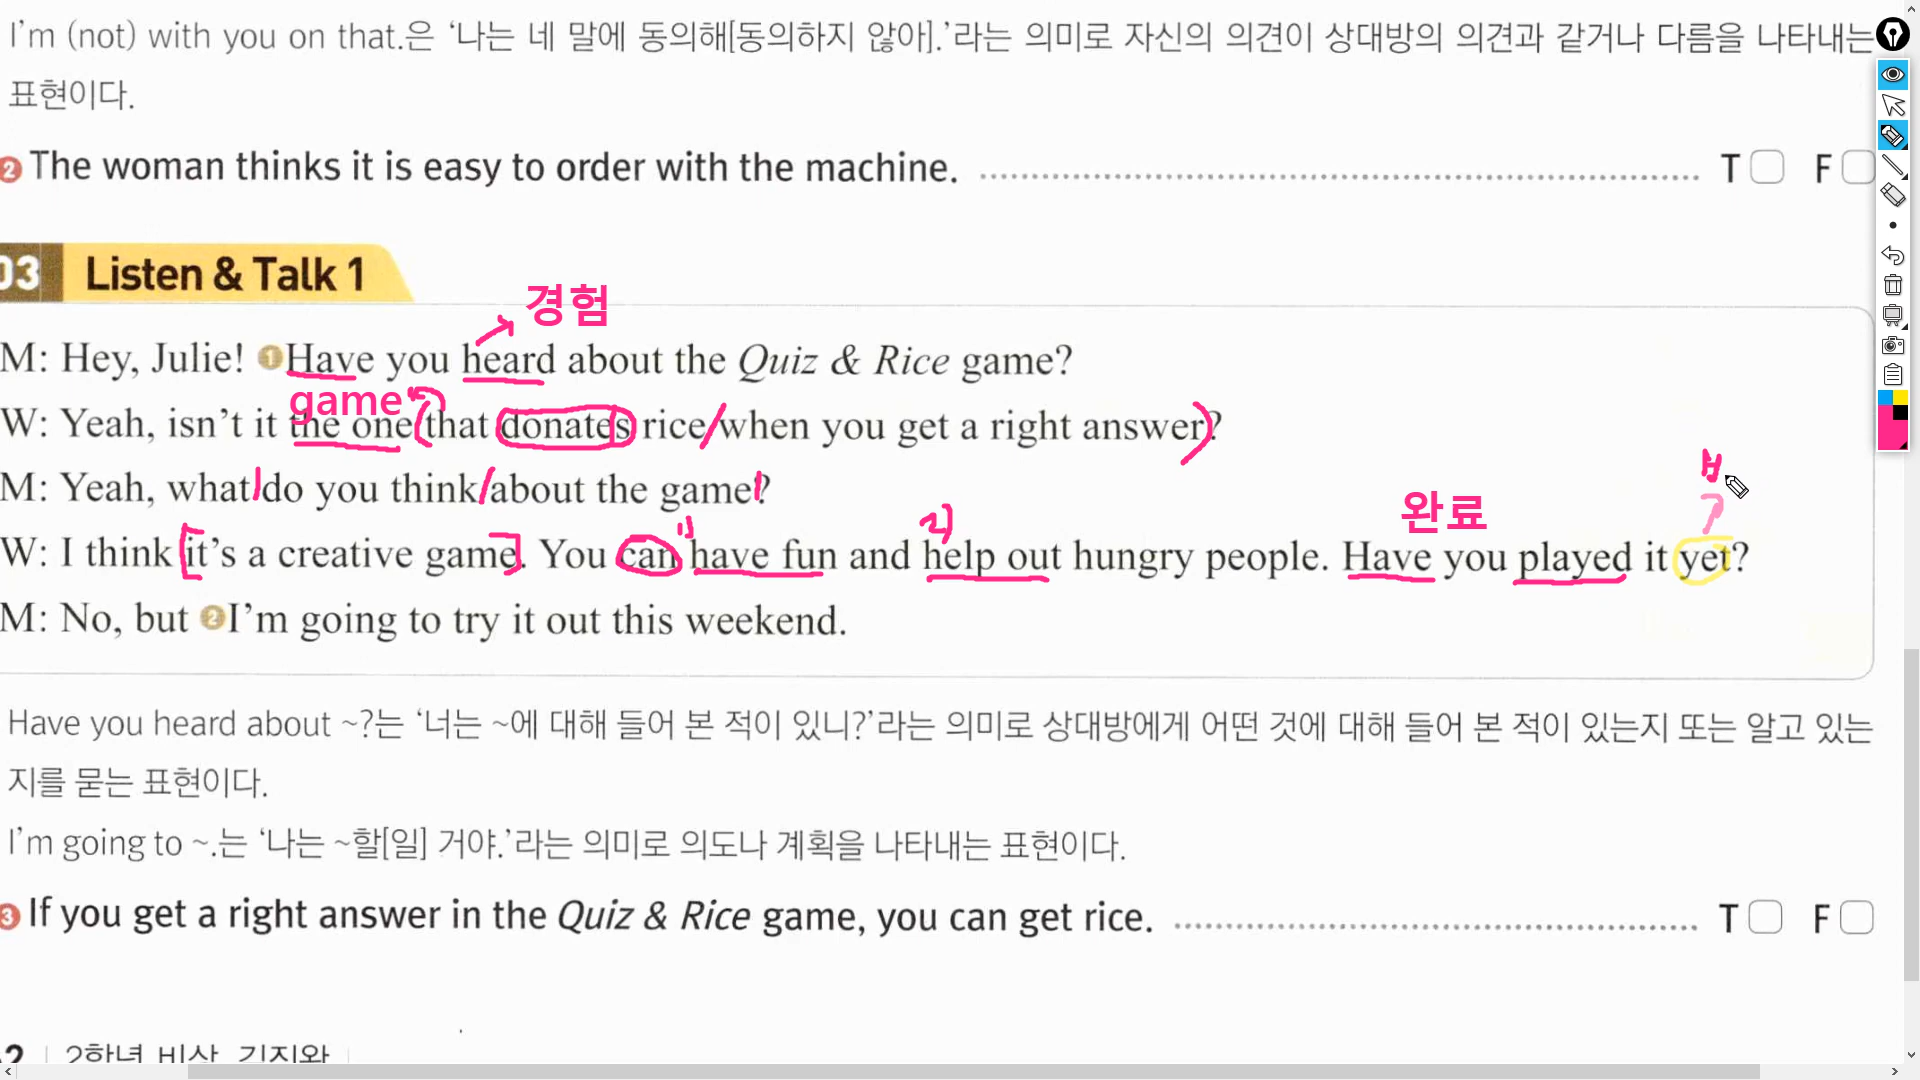 I'm (not) with you on that.은 ‘나는 네 말에 동의해[동의하지 않아].’라는 의미로 자신의 의견이 상대방의 의견과 같거나 다름을 나타내는
표현이다.
2 The woman thinks it is easy to order with the machine. T F
03 Listen & Talk 1
경험
M: Hey, Julie! 1 Have you heard about the Quiz & Rice game?
game
W: Yeah, isn't it the one that donates rice when you get a right answer?
M: Yeah, what do you think about the game?
1) 2) 완료
W: I think it's a creative game. You can have fun and help out hungry people. Have you played it yet?
M: No, but 2 I'm going to try it out this weekend.
Have you heard about ~?는 ‘너는 ~에 대해 들어 본 적이 있니?’라는 의미로 상대방에게 어떤 것에 대해 들어 본 적이 있는지 또는 알고 있는
지를 묻는 표현이다.
I'm going to ~.는 ‘나는 ~할[일] 거야.’라는 의미로 의도나 계획을 나타내는 표현이다.
3 If you get a right answer in the Quiz & Rice game, you can get rice. T F
2학년 비상 김진완